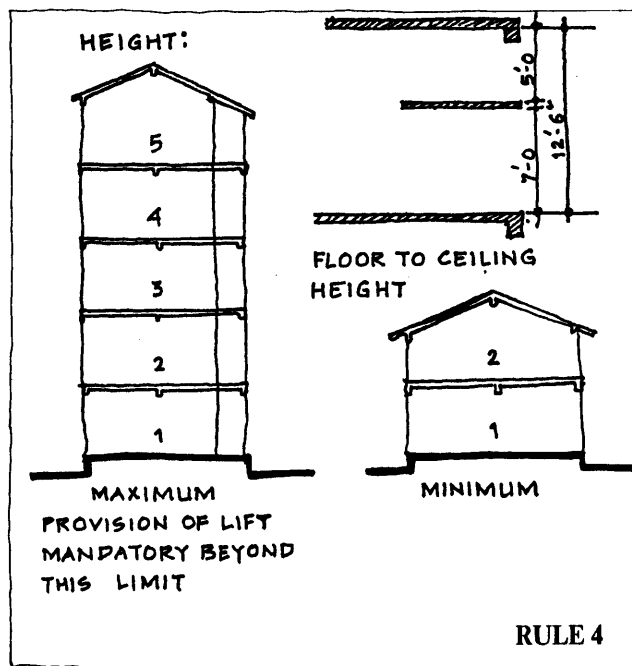 HEIGHT:
5
4
3
2
1
MAXIMUM
PROVISION OF LIFT
MANDATORY BEYOND
THIS LIMIT
5'-0
6"
7'-0
12'-6"
FLOOR TO CEILING
HEIGHT
2
1
MINIMUM
RULE 4